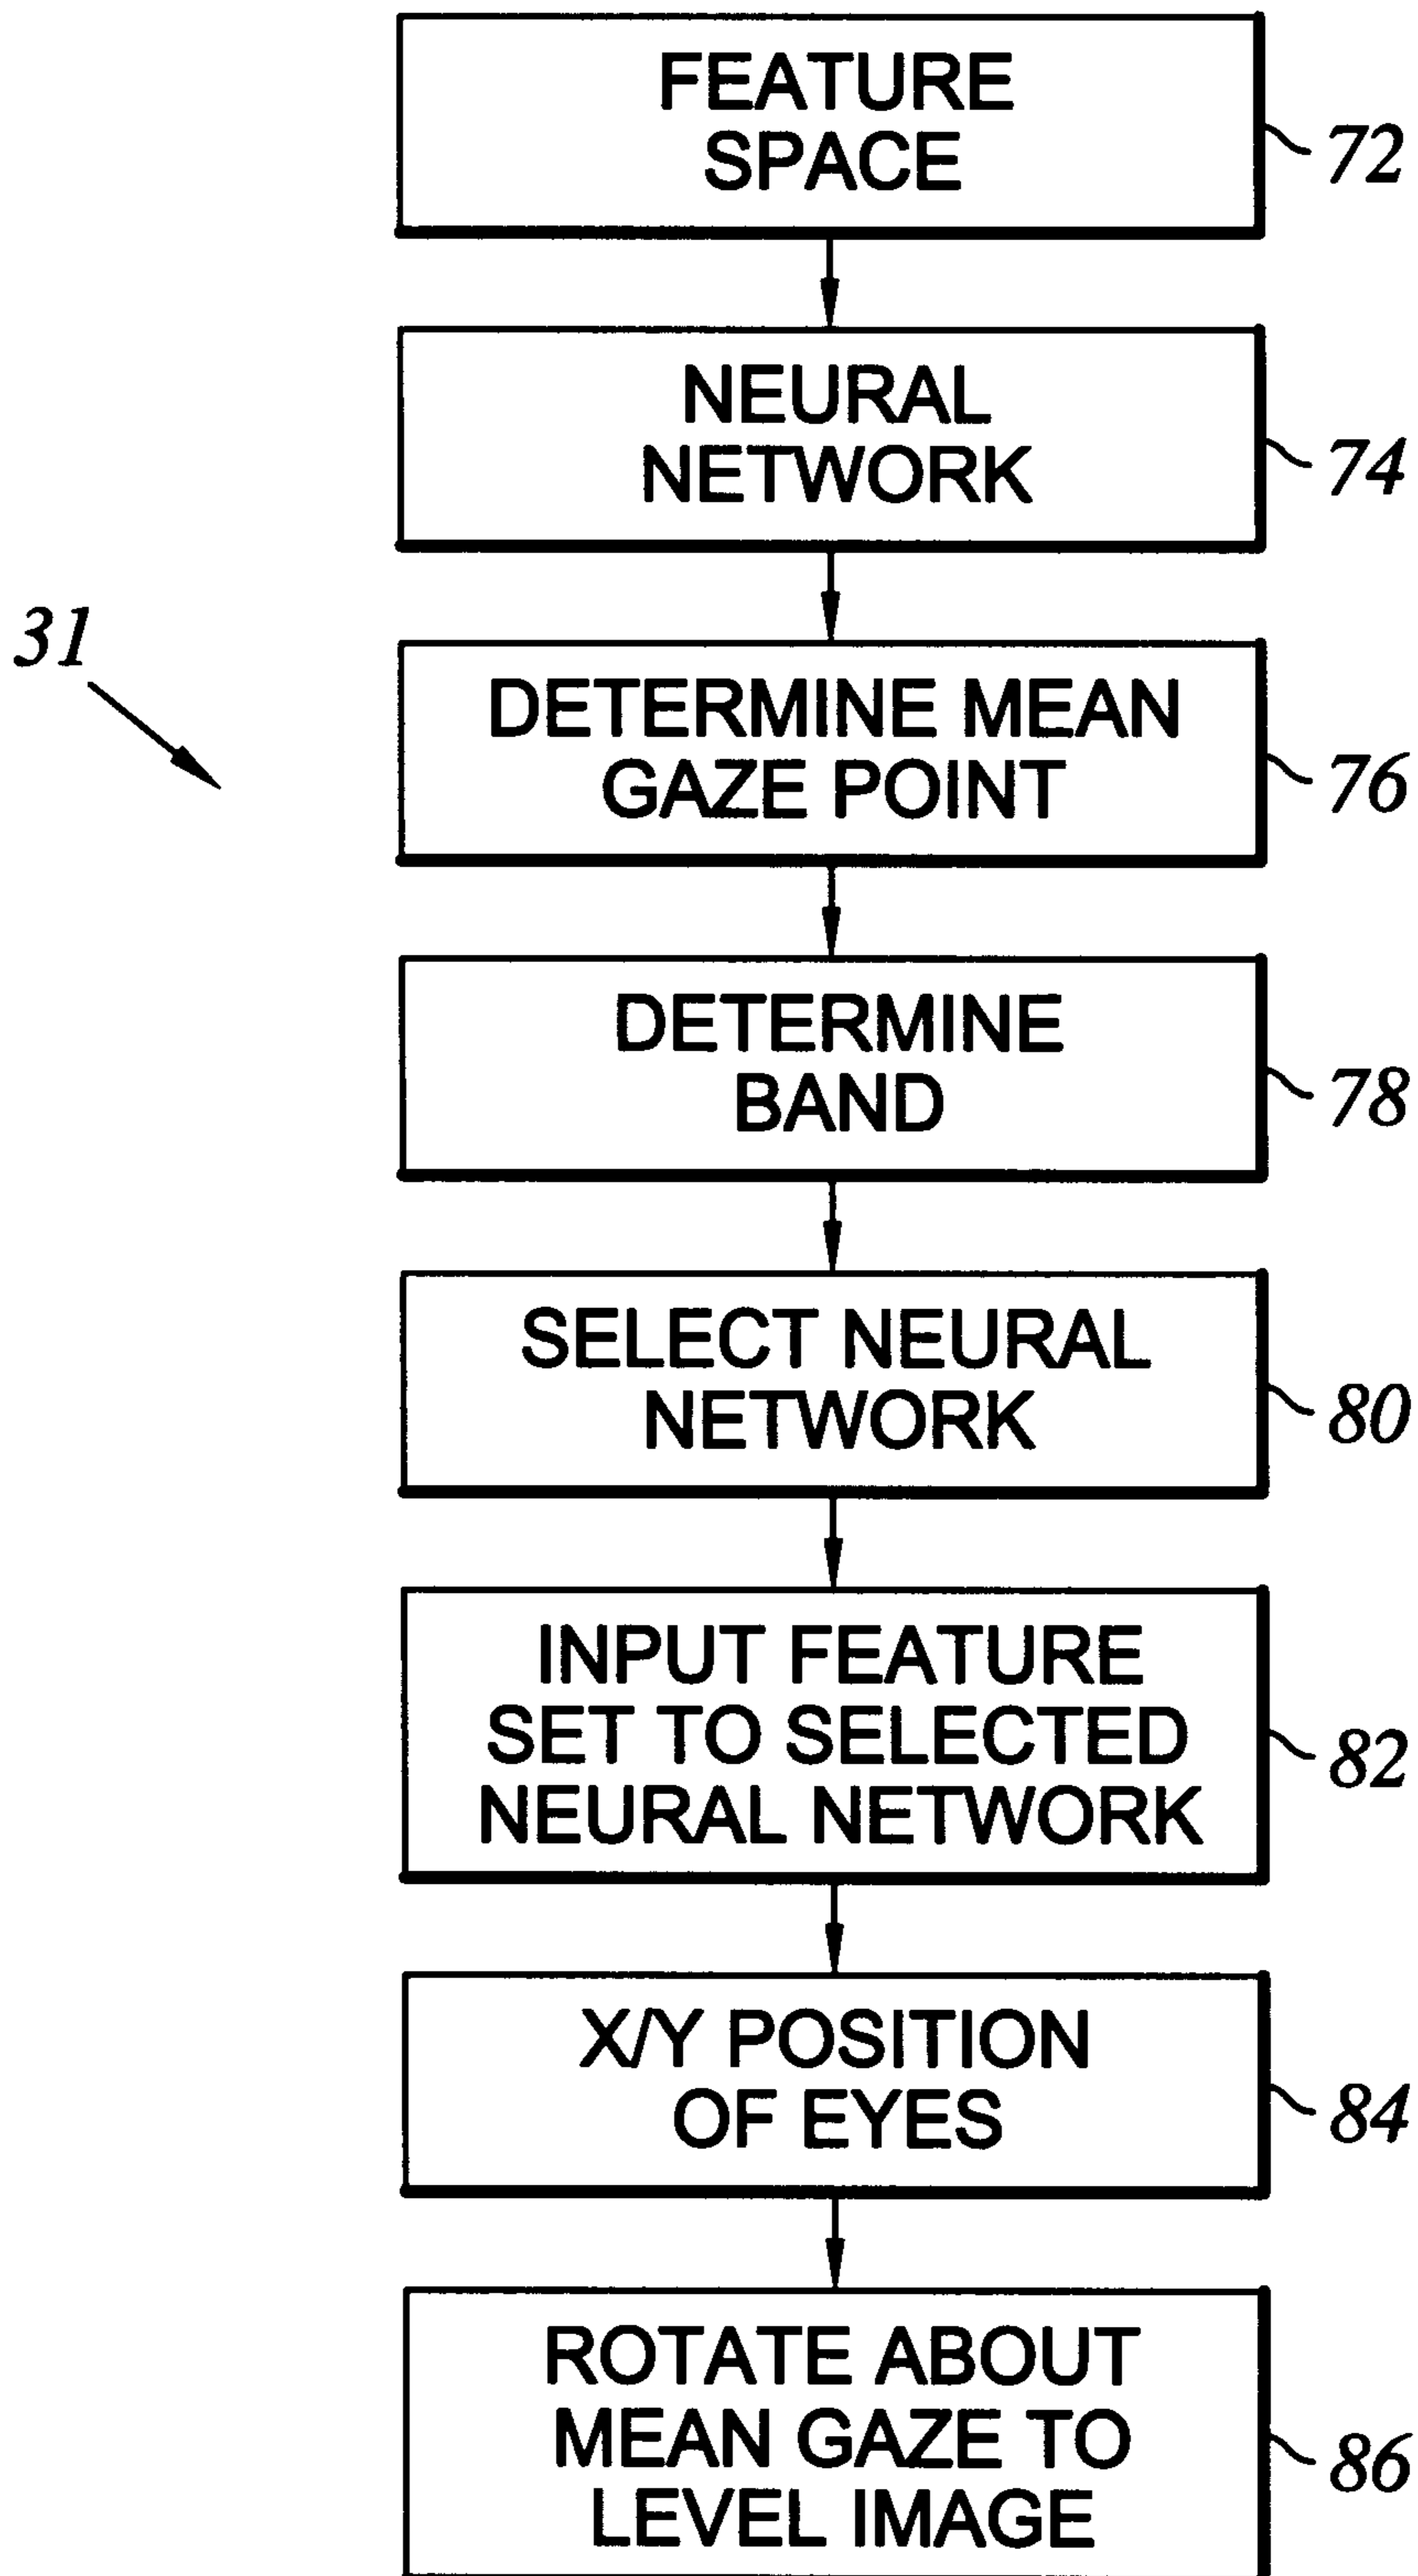 FEATURE
SPACE
72
NEURAL
NETWORK
74
31
DETERMINE MEAN
GAZE POINT
76
DETERMINE
BAND
78
SELECT NEURAL
NETWORK
80
INPUT FEATURE
SET TO SELECTED
NEURAL NETWORK
82
X/Y POSITION
OF EYES
84
ROTATE ABOUT
MEAN GAZE TO
LEVEL IMAGE
86